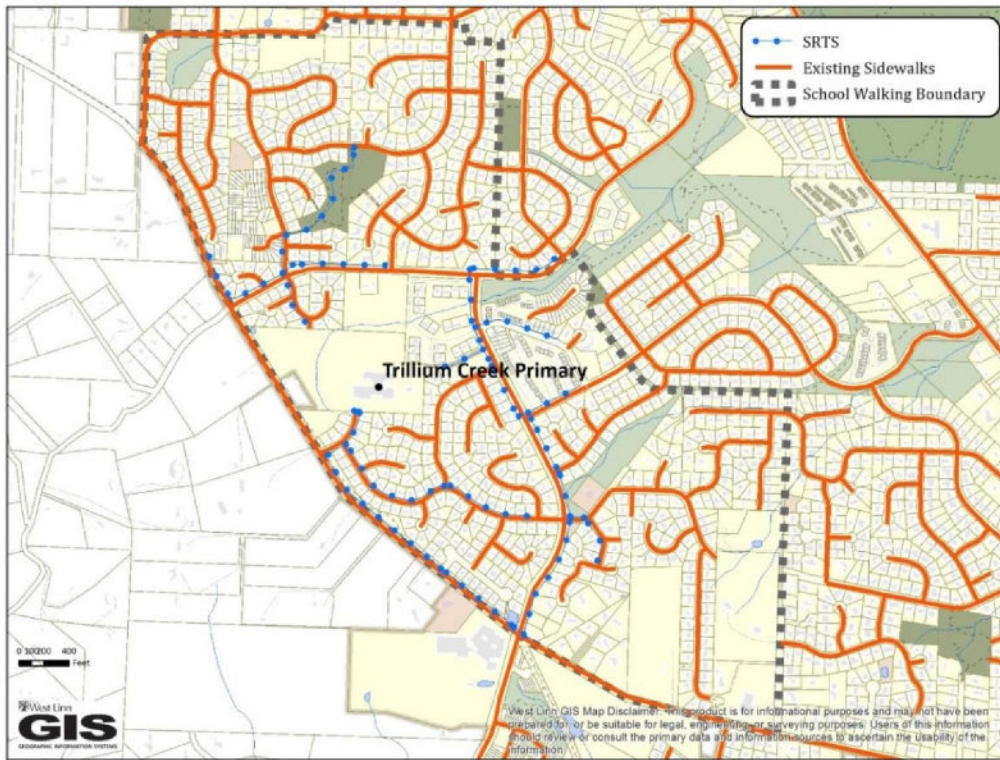 SRTS
Existing Sidewalks
School Walking Boundary
Trillium Creek Primary
0 100200 400
Feet
West Linn
GIS
GEOGRAPHIC INFORMATION SYSTEMS
West Linn GIS Map Disclaimer: This product is for informational purposes and may not have been
prepared for, or be suitable for legal, engineering, or surveying purposes. Users of this information
should review or consult the primary data and information sources to ascertain the usability of the
information.